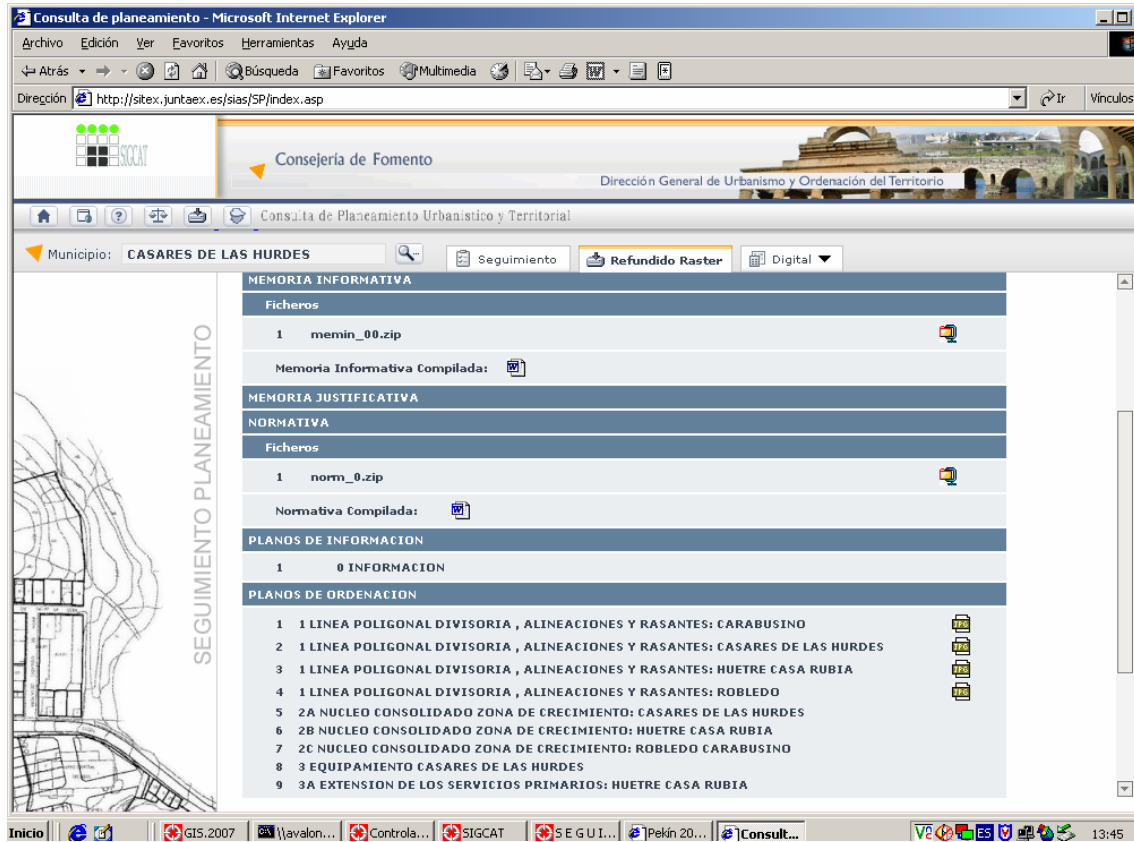 Consulta de planeamiento - Microsoft Internet Explorer
Archivo Edición Ver Favoritos Herramientas Ayuda
Atrás Búsqueda Favoritos Multimedia
Dirección http://sitex.juntaex.es/sias/SP/index.asp Ir Vínculos
SIGCAT
Consejería de Fomento
Dirección General de Urbanismo y Ordenación del Territorio
Consulta de Planeamiento Urbanistico y Territorial
Municipio: CASARES DE LAS HURDES Seguimiento Refundido Raster Digital
SEGUIMIENTO PLANEAMIENTO
MEMORIA INFORMATIVA
Ficheros
1 memin_00.zip
Memoria Informativa Compilada:
MEMORIA JUSTIFICATIVA
NORMATIVA
Ficheros
1 norm_0.zip
Normativa Compilada:
PLANOS DE INFORMACION
1 0 INFORMACION
PLANOS DE ORDENACION
1 1 LINEA POLIGONAL DIVISORIA , ALINEACIONES Y RASANTES: CARABUSINO
2 1 LINEA POLIGONAL DIVISORIA , ALINEACIONES Y RASANTES: CASARES DE LAS HURDES
3 1 LINEA POLIGONAL DIVISORIA , ALINEACIONES Y RASANTES: HUETRE CASA RUBIA
4 1 LINEA POLIGONAL DIVISORIA , ALINEACIONES Y RASANTES: ROBLEDO
5 2A NUCLEO CONSOLIDADO ZONA DE CRECIMIENTO: CASARES DE LAS HURDES
6 2B NUCLEO CONSOLIDADO ZONA DE CRECIMIENTO: HUETRE CASA RUBIA
7 2C NUCLEO CONSOLIDADO ZONA DE CRECIMIENTO: ROBLEDO CARABUSINO
8 3 EQUIPAMIENTO CASARES DE LAS HURDES
9 3A EXTENSION DE LOS SERVICIOS PRIMARIOS: HUETRE CASA RUBIA
Inicio GIS.2007 \\avalon... Controla... SIGCAT S E G U I... Pekín 20... Consult... ES 13:45